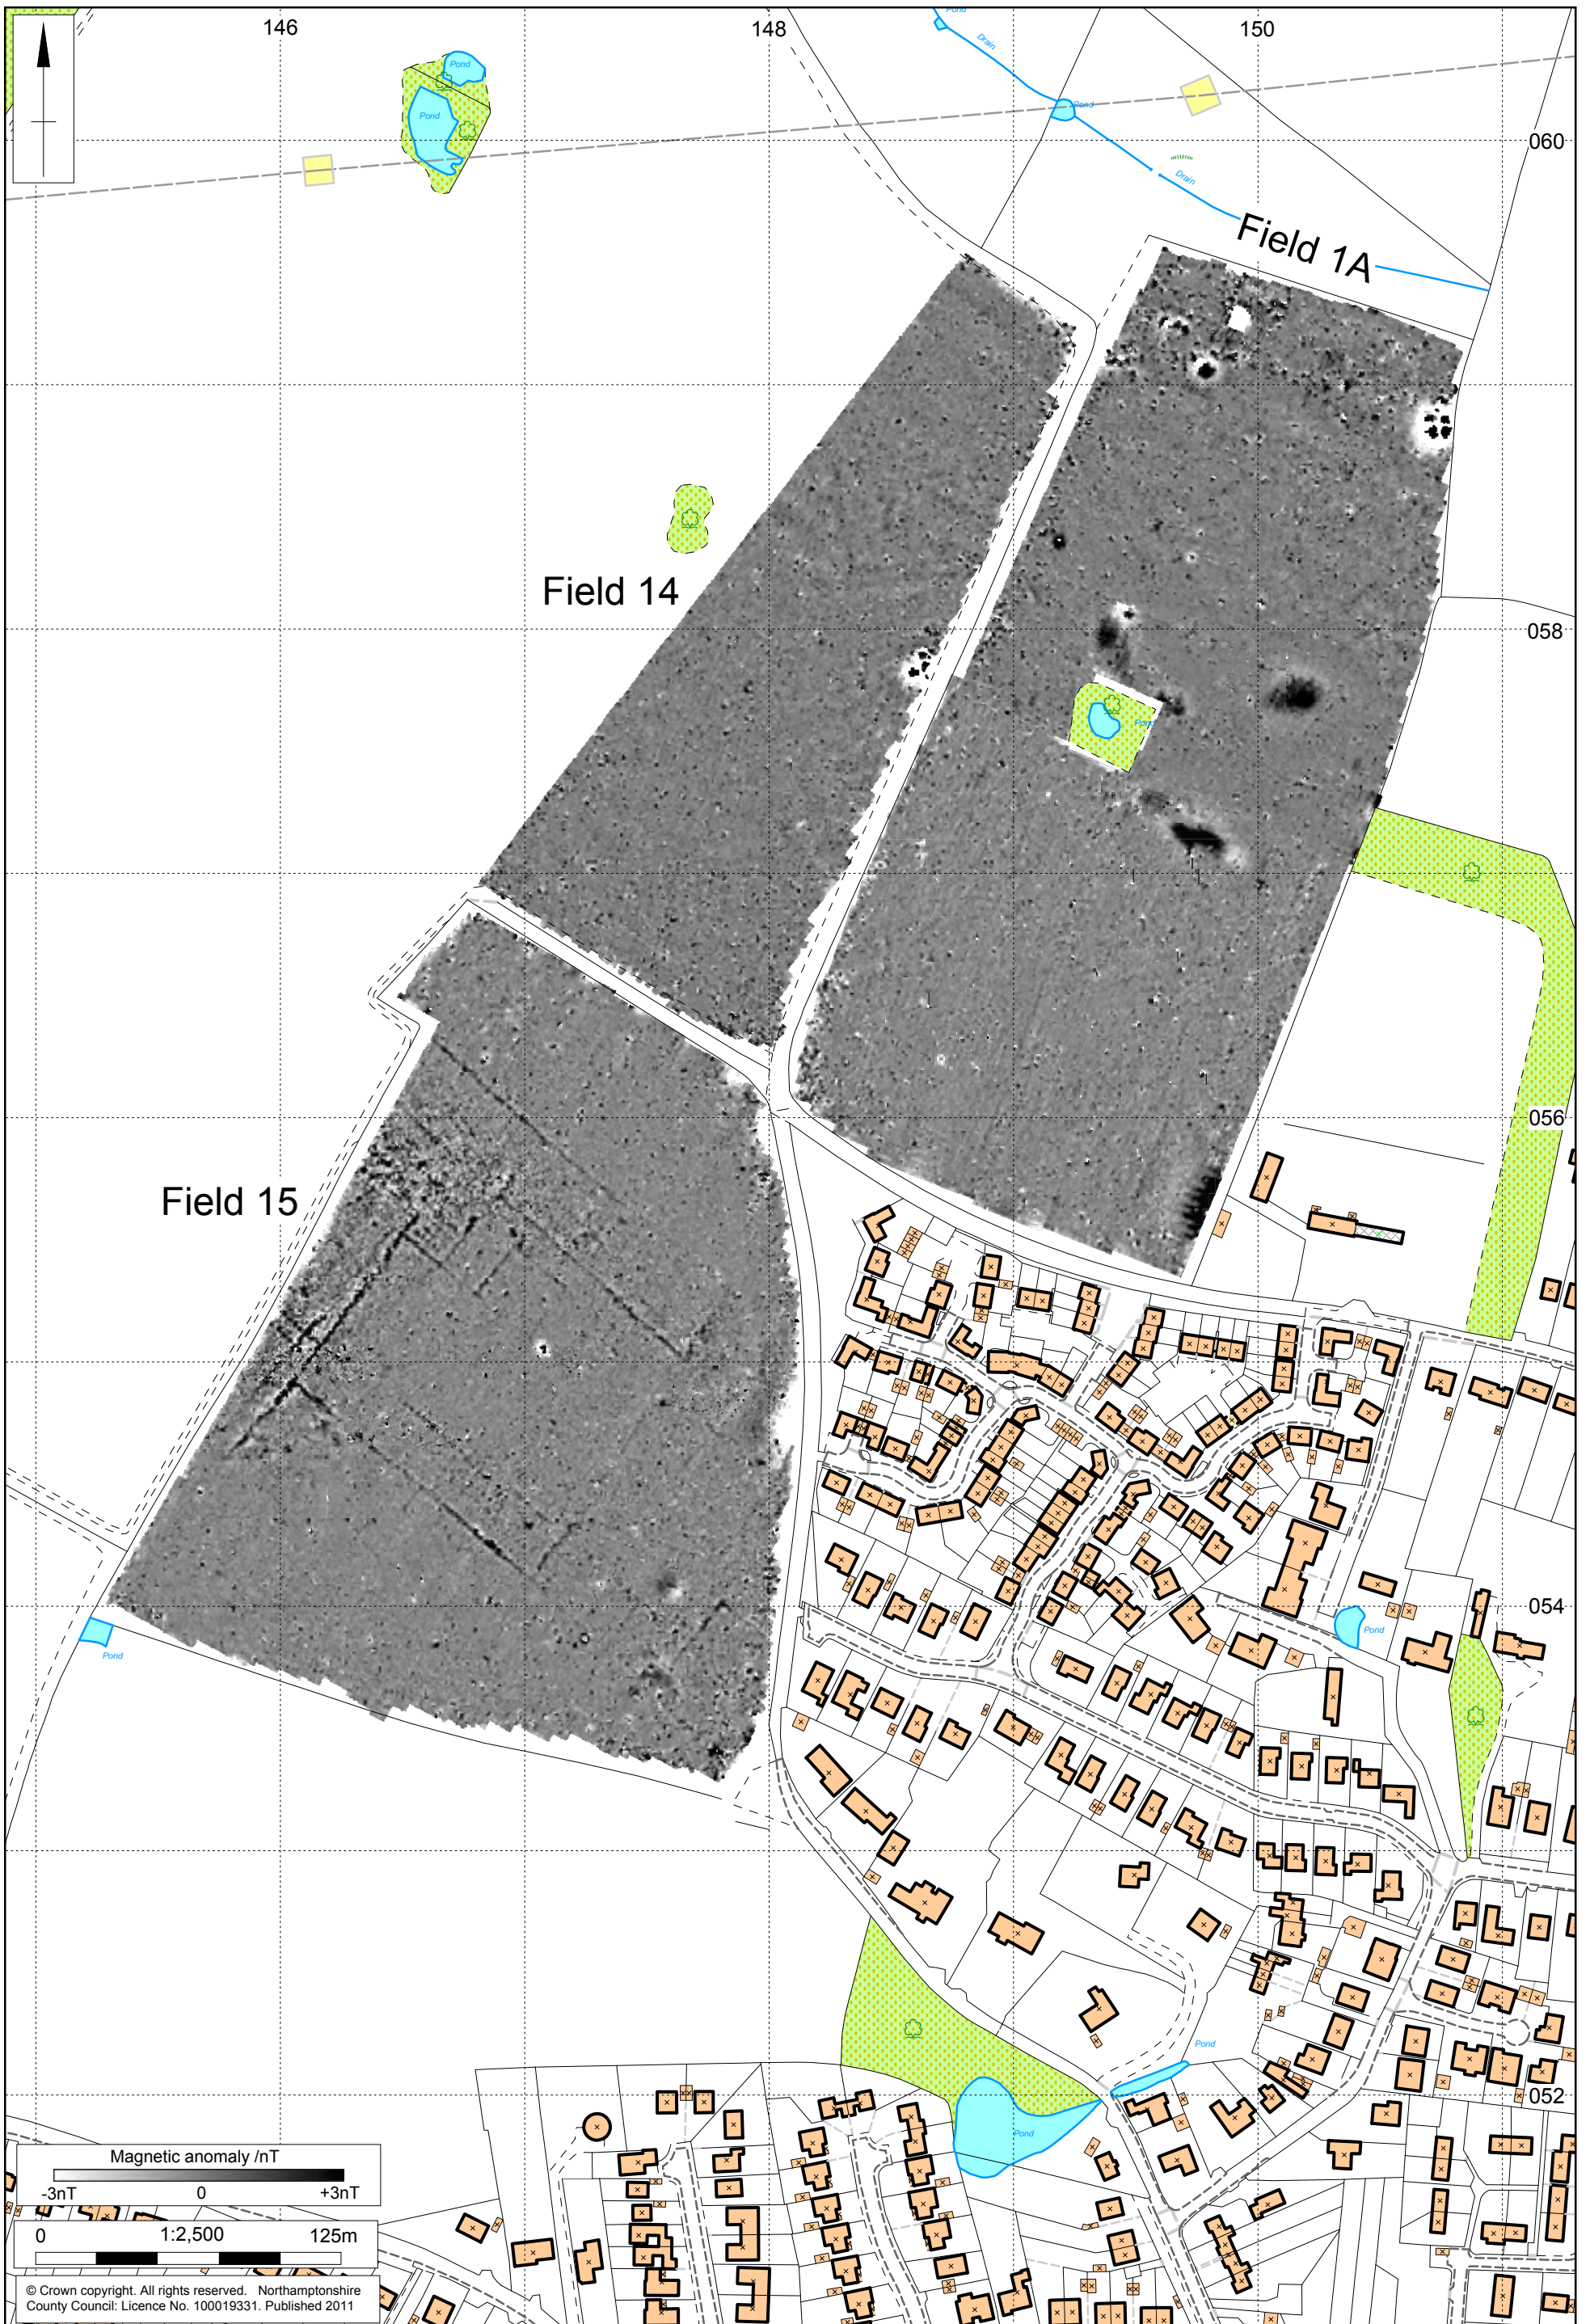 146
148
150
Pond
Drain
Pond
Pond
Pond
060
Drain
Field 1A
Field 14
058
Pond
056
Field 15
054
Pond
Pond
Pond
052
Pond
Magnetic anomaly /nT
-3nT 0 +3nT
0 1:2,500 125m
© Crown copyright. All rights reserved. Northamptonshire
County Council: Licence No. 100019331. Published 2011